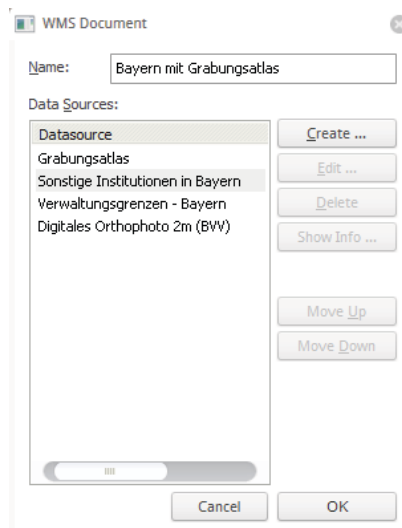 WMS Document
Name: Bayern mit Grabungsatlas
Data Sources:
Datasource
Grabungsatlas
Sonstige Institutionen in Bayern
Verwaltungsgrenzen - Bayern
Digitales Orthophoto 2m (BVV)
Create ...
Edit ...
Delete
Show Info ...
Move Up
Move Down
Cancel OK